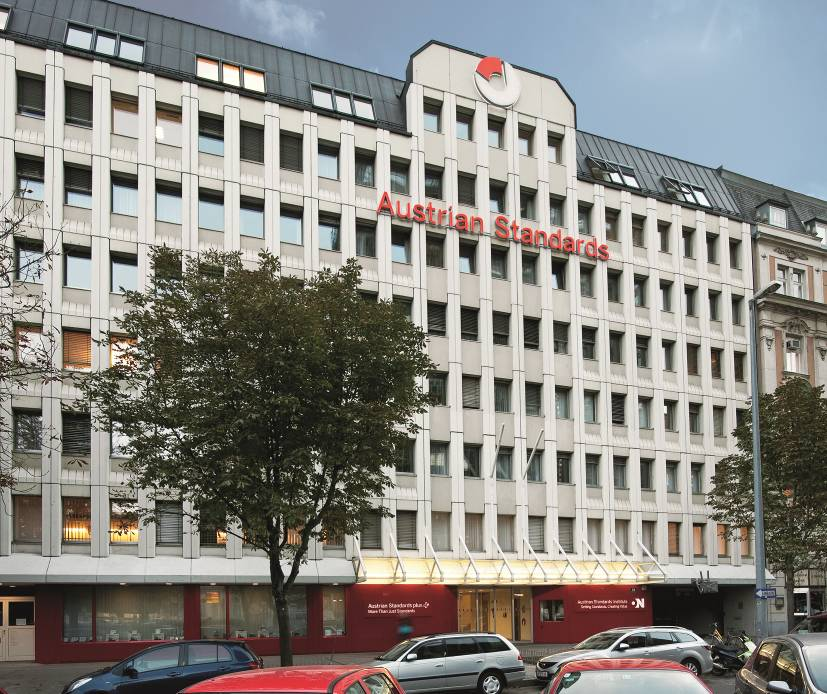 Austrian Standards
Austrian Standards plus
More Than Just Standards
Austrian Standards Institute
Setting Standards. Creating Value.